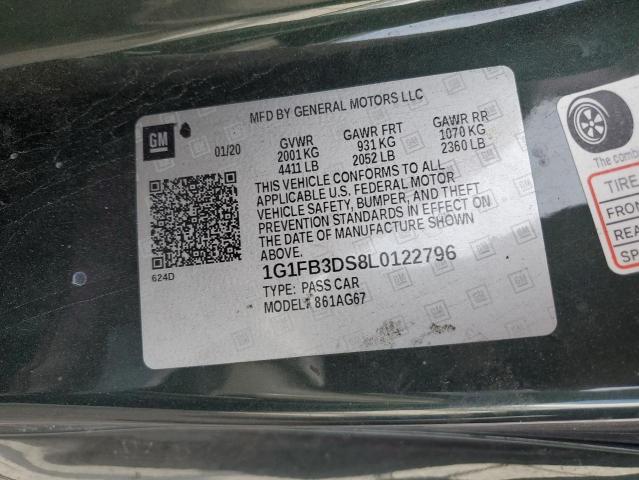 GM
MFD BY GENERAL MOTORS LLC
01/20 GVWR GAWR FRT GAWR RR
2001 KG 931 KG 1070 KG
4411 LB 2052 LB 2360 LB
THIS VEHICLE CONFORMS TO ALL
APPLICABLE U.S. FEDERAL MOTOR
VEHICLE SAFETY, BUMPER, AND THEFT
PREVENTION STANDARDS IN EFFECT ON
THE DATE OF MANUFACTURE SHOWN
ABOVE.
624D
1G1FB3DS8L0122796
TYPE: PASS CAR
MODEL: 861AG67
The comb
TIRE
FRON
REA
S